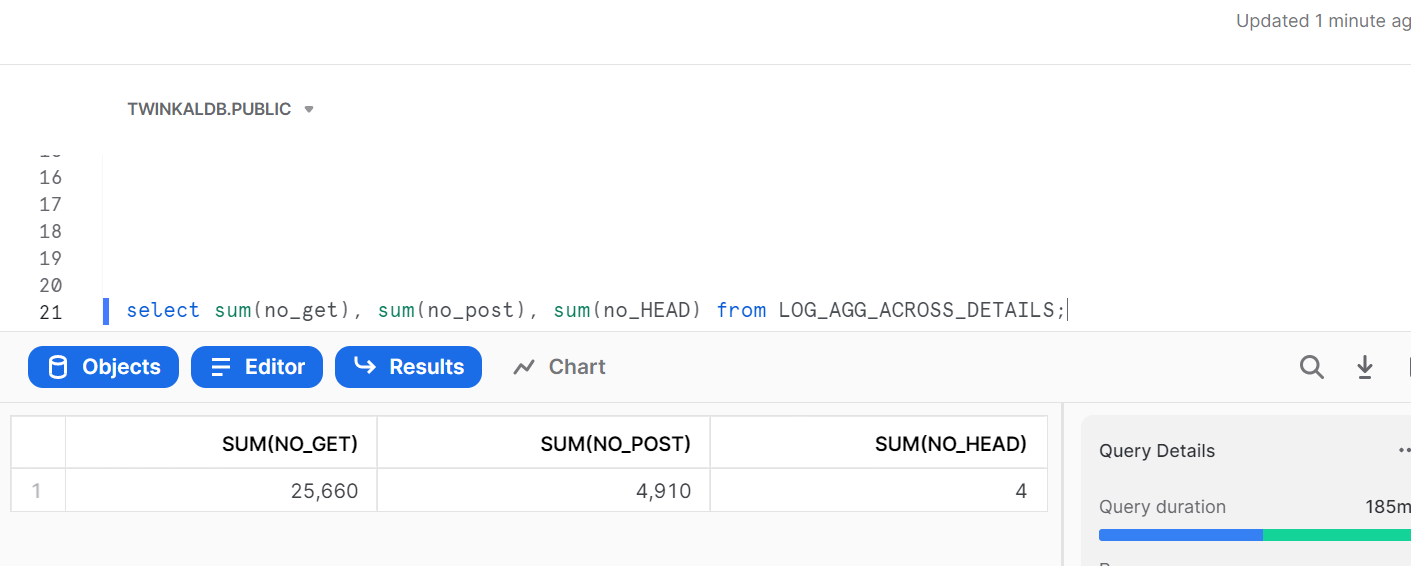 Updated 1 minute ag
TWINKALDB.PUBLIC
16
17
18
19
20
21 select sum(no_get), sum(no_post), sum(no_HEAD) from LOG_AGG_ACROSS_DETAILS;
Objects Editor Results Chart
SUM(NO_GET) SUM(NO_POST) SUM(NO_HEAD)
1 25,660 4,910 4
Query Details
Query duration 185m